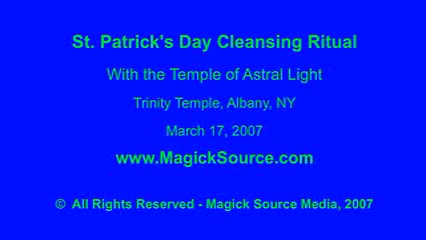 St. Patrick's Day Cleansing Ritual
With the Temple of Astral Light
Trinity Temple, Albany, NY
March 17, 2007
www.MagickSource.com
© All Rights Reserved - Magick Source Media, 2007